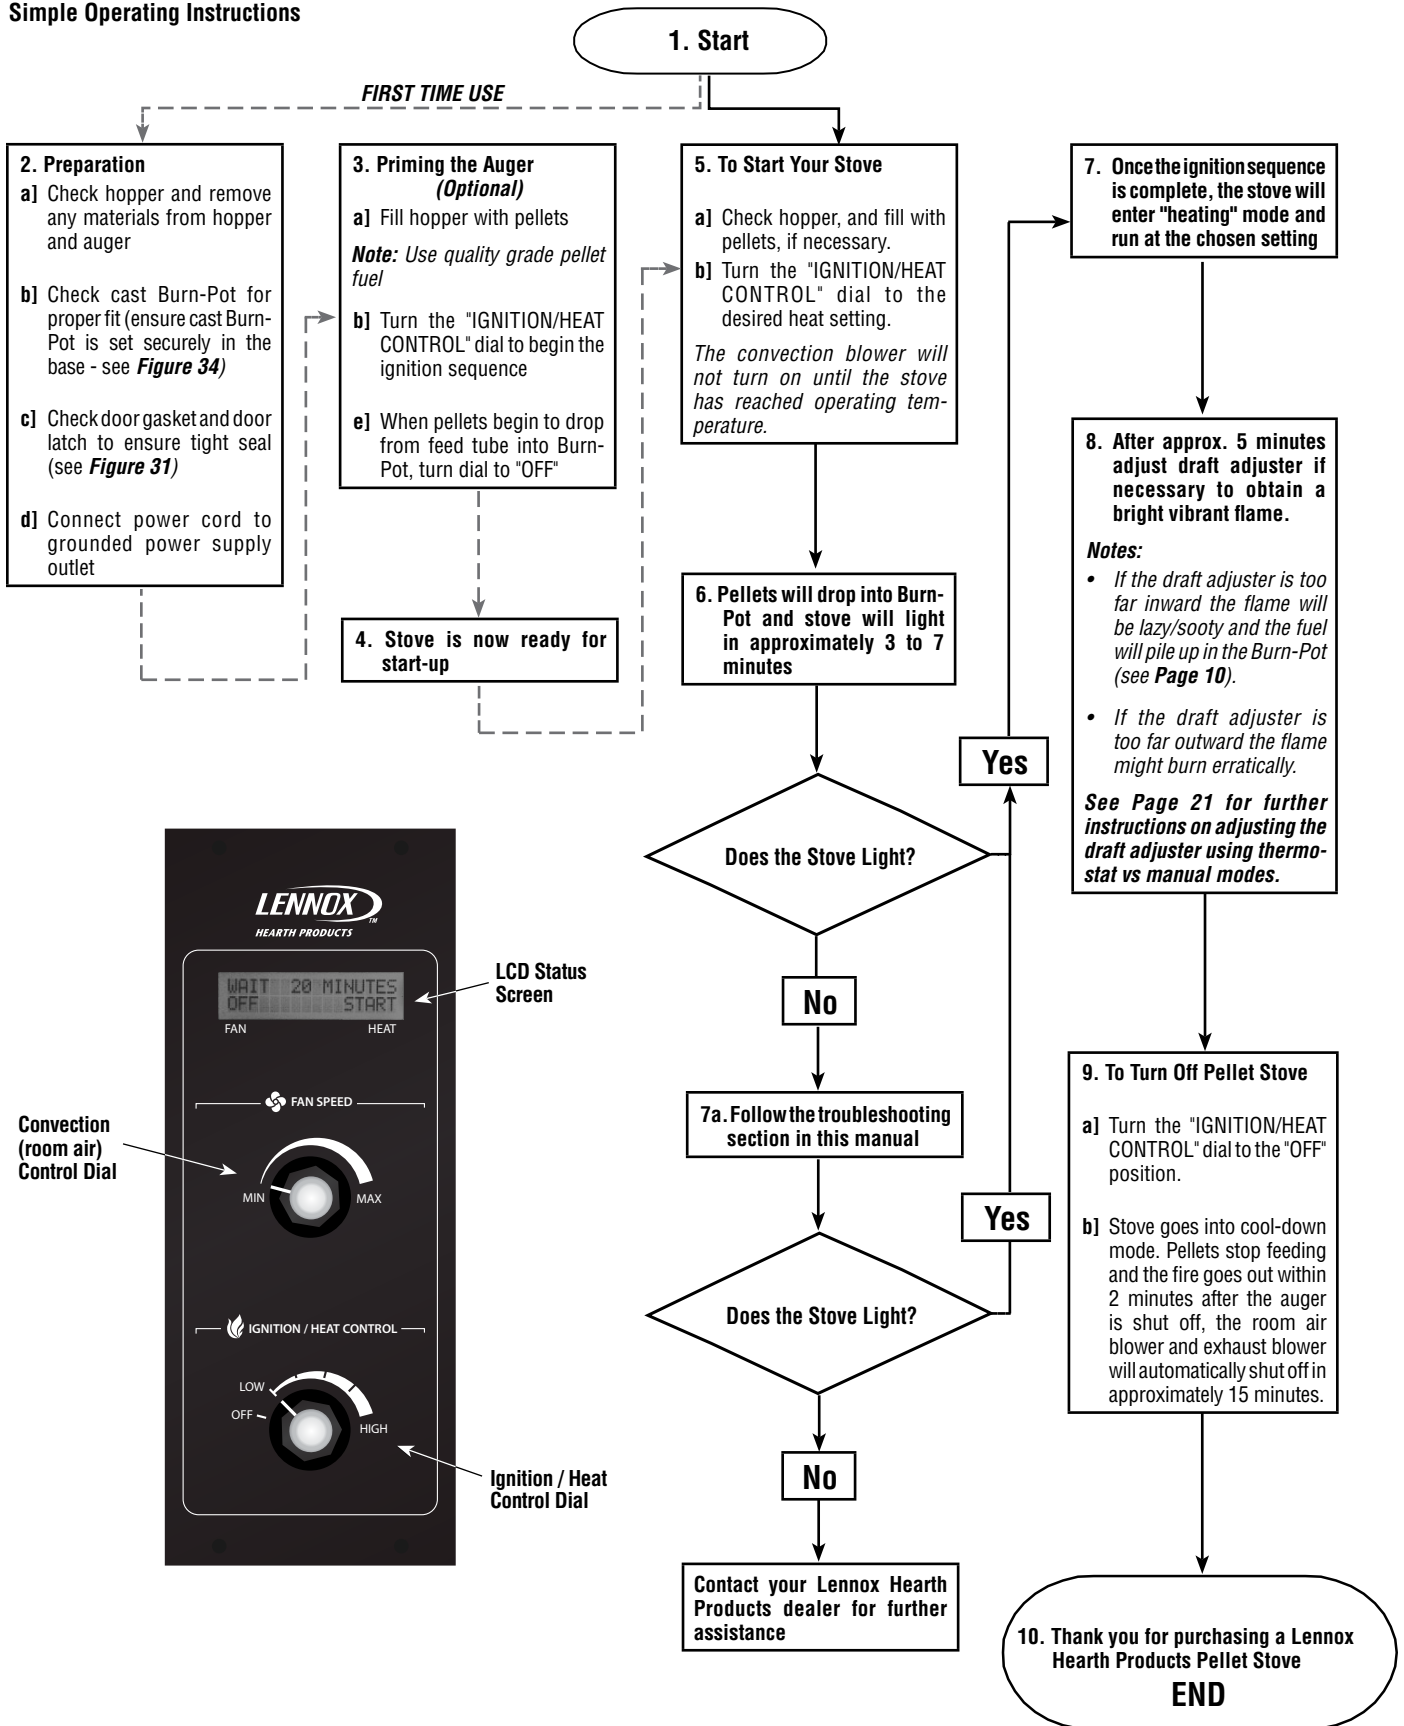 Simple Operating Instructions
1. Start
FIRST TIME USE
2. Preparation
a] Check hopper and remove
any materials from hopper
and auger
b] Check cast Burn-Pot for
proper fit (ensure cast Burn-
Pot is set securely in the
base - see Figure 34)
c] Check door gasket and door
latch to ensure tight seal
(see Figure 31)
d] Connect power cord to
grounded power supply
outlet
3. Priming the Auger
(Optional)
a] Fill hopper with pellets
Note: Use quality grade pellet
fuel
b] Turn the "IGNITION/HEAT
CONTROL" dial to begin the
ignition sequence
e] When pellets begin to drop
from feed tube into Burn-
Pot, turn dial to "OFF"
4. Stove is now ready for
start-up
5. To Start Your Stove
a] Check hopper, and fill with
pellets, if necessary.
b] Turn the "IGNITION/HEAT
CONTROL" dial to the
desired heat setting.
The convection blower will
not turn on until the stove
has reached operating tem-
perature.
6. Pellets will drop into Burn-
Pot and stove will light
in approximately 3 to 7
minutes
Does the Stove Light?
Yes
No
7a. Follow the troubleshooting
section in this manual
Does the Stove Light?
Yes
No
Contact your Lennox Hearth
Products dealer for further
assistance
7. Once the ignition sequence
is complete, the stove will
enter "heating" mode and
run at the chosen setting
8. After approx. 5 minutes
adjust draft adjuster if
necessary to obtain a
bright vibrant flame.
Notes:
• If the draft adjuster is too
far inward the flame will
be lazy/sooty and the fuel
will pile up in the Burn-Pot
(see Page 10).
• If the draft adjuster is
too far outward the flame
might burn erratically.
See Page 21 for further
instructions on adjusting the
draft adjuster using thermo-
stat vs manual modes.
9. To Turn Off Pellet Stove
a] Turn the "IGNITION/HEAT
CONTROL" dial to the "OFF"
position.
b] Stove goes into cool-down
mode. Pellets stop feeding
and the fire goes out within
2 minutes after the auger
is shut off, the room air
blower and exhaust blower
will automatically shut off in
approximately 15 minutes.
10. Thank you for purchasing a Lennox
Hearth Products Pellet Stove
END
LENNOX TM
HEARTH PRODUCTS
WAIT 20 MINUTES
OFF START
FAN HEAT
LCD Status
Screen
FAN SPEED
MIN MAX
Convection
(room air)
Control Dial
IGNITION / HEAT CONTROL
LOW
OFF
HIGH
Ignition / Heat
Control Dial